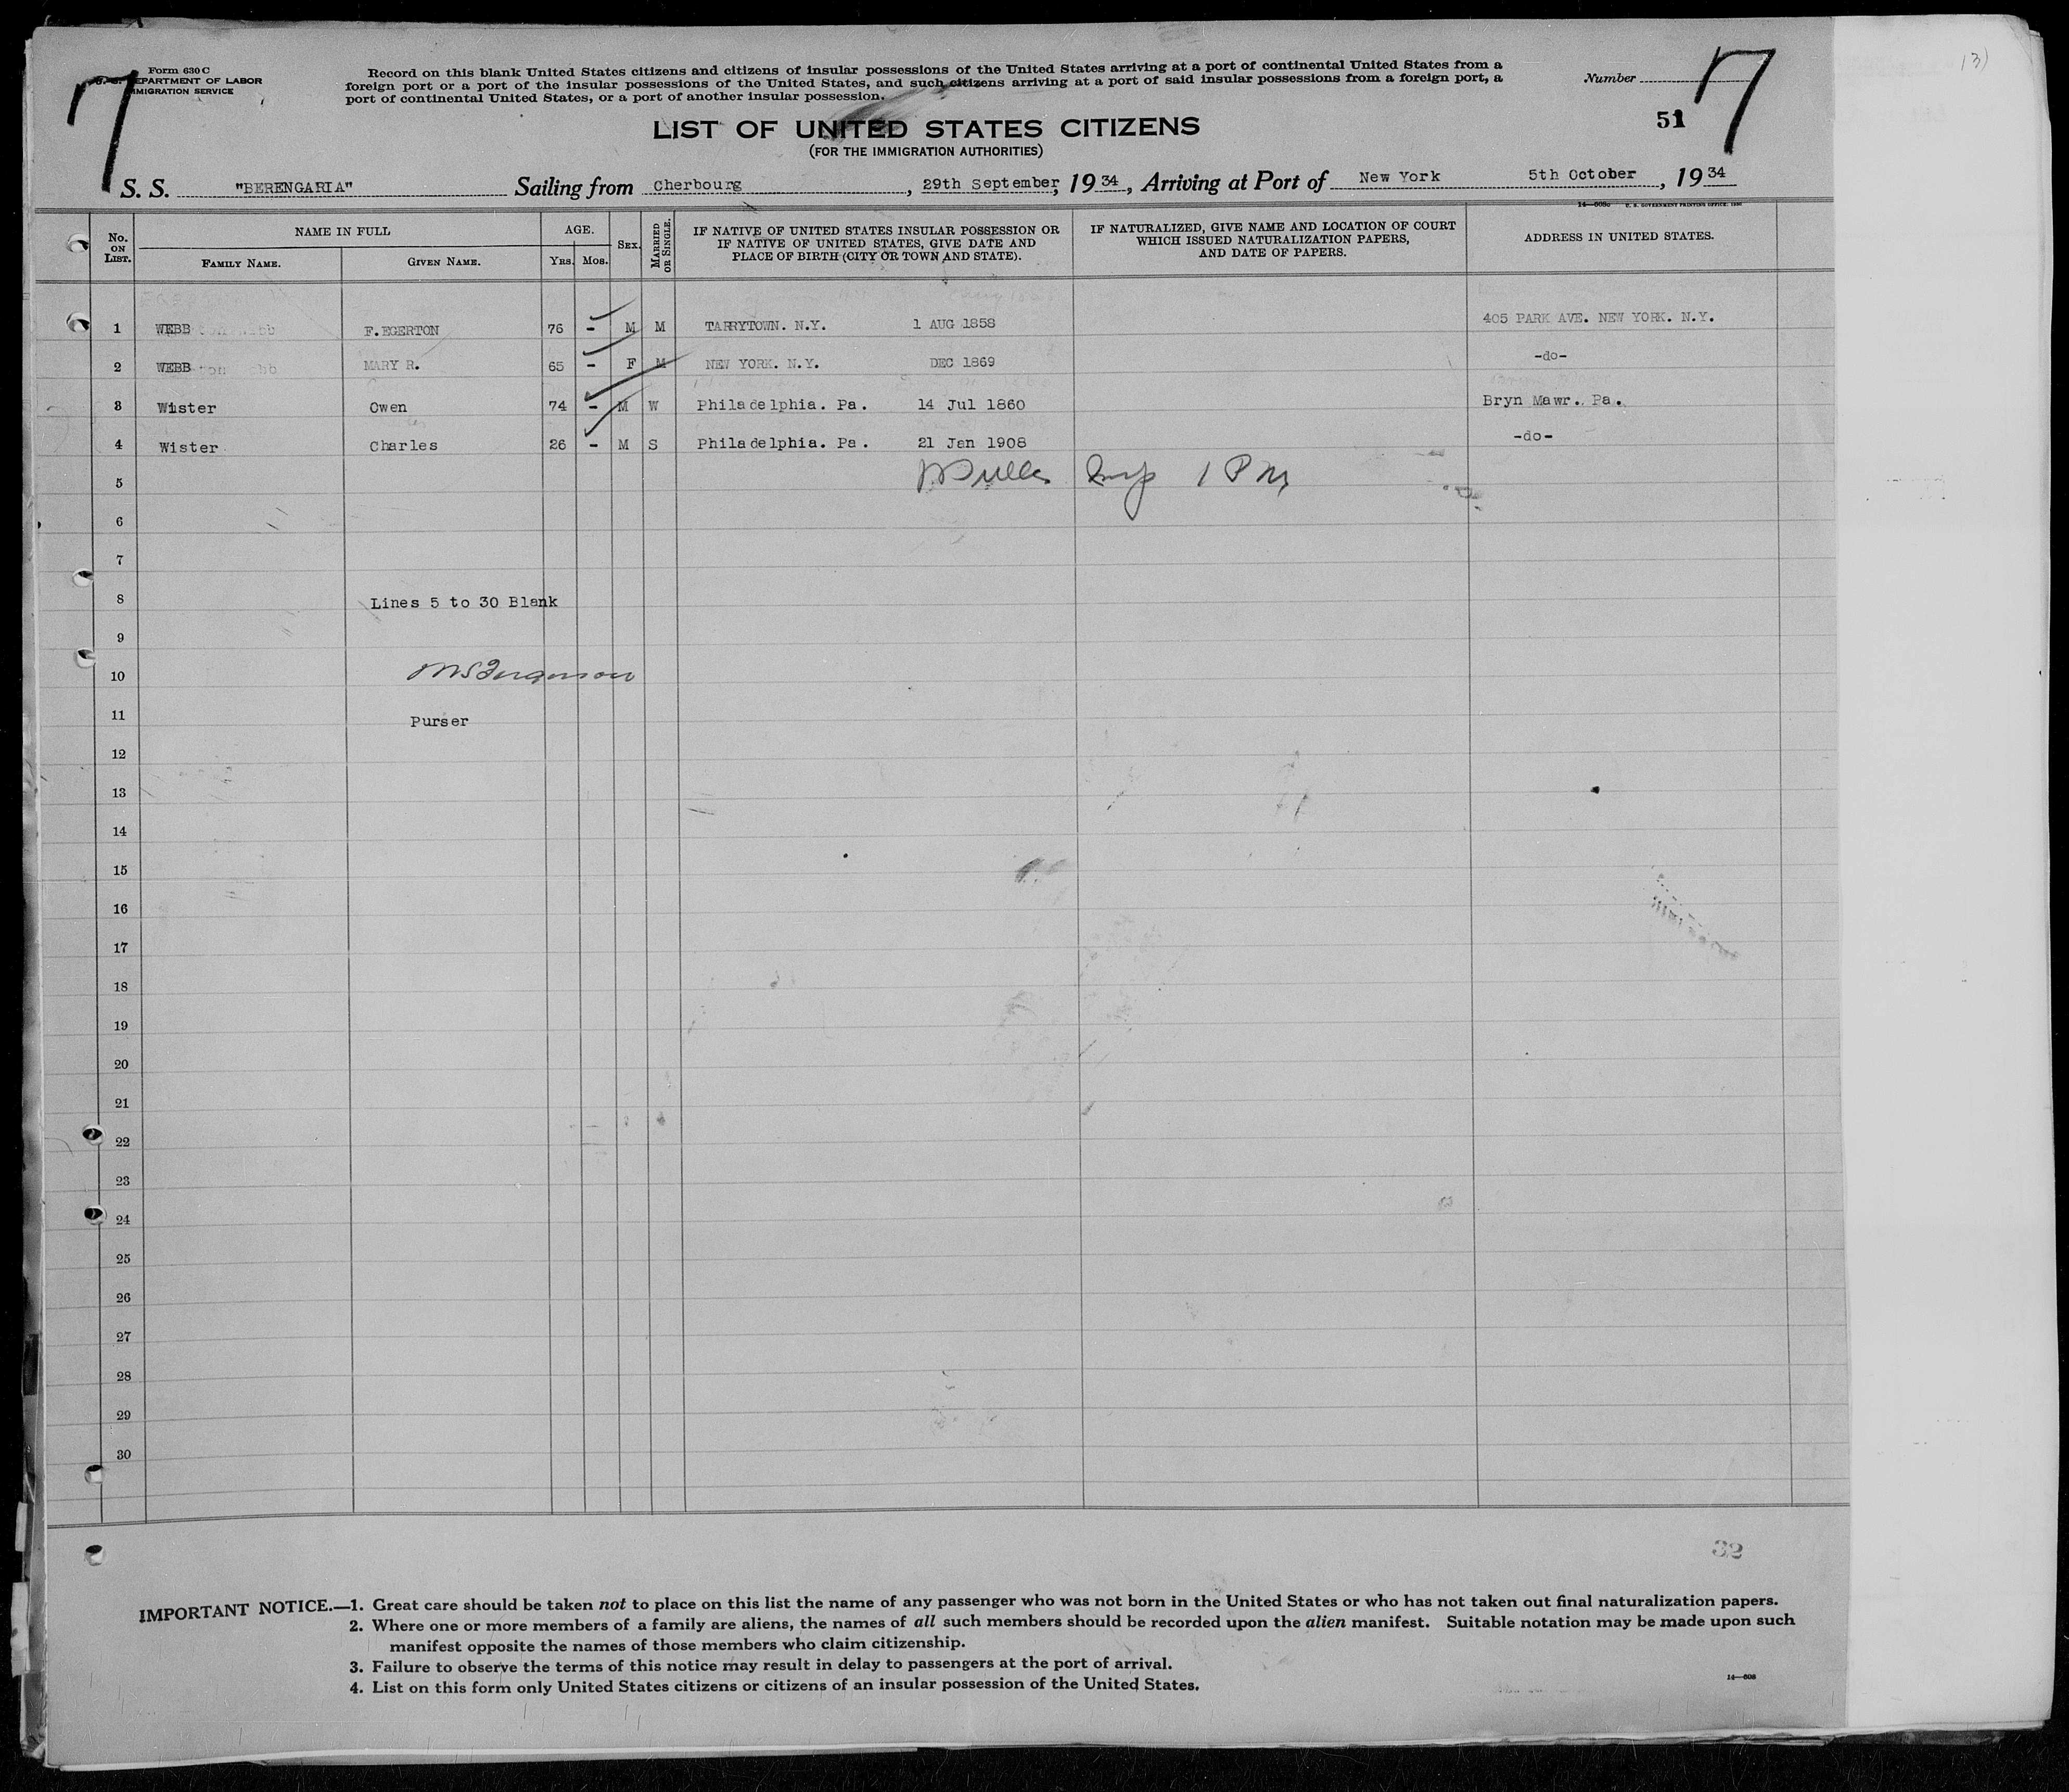 Form 630 C
U. S. DEPARTMENT OF LABOR
IMMIGRATION SERVICE
7
Record on this blank United States citizens and citizens of insular possessions of the United States arriving at a port of continental United States from a
foreign port or a port of the insular possessions of the United States, and such citizens arriving at a port of said insular possessions from a foreign port, a
port of continental United States, or a port of another insular possession.
Number
7
51
LIST OF UNITED STATES CITIZENS
(FOR THE IMMIGRATION AUTHORITIES)
S. S. "BERENGARIA" Sailing from Cherbourg, 29th September, 1934, Arriving at Port of New York 5th October, 1934
No. ON LIST. NAME IN FULL FAMILY NAME. GIVEN NAME. AGE. YRS. MOS. SEX. MARRIED OR SINGLE. IF NATIVE OF UNITED STATES INSULAR POSSESSION OR IF NATIVE OF UNITED STATES, GIVE DATE AND PLACE OF BIRTH (CITY OR TOWN AND STATE). IF NATURALIZED, GIVE NAME AND LOCATION OF COURT WHICH ISSUED NATURALIZATION PAPERS, AND DATE OF PAPERS. ADDRESS IN UNITED STATES.
1 WEBB F.EGERTON 76 - M M TARRYTOWN. N.Y. 1 AUG 1858 405 PARK AVE. NEW YORK. N.Y.
2 WEBB MARY R. 65 - F M NEW YORK. N.Y. DEC 1869 -do-
3 Wister Owen 74 - M W Philadelphia. Pa. 14 Jul 1860 Bryn Mawr. Pa.
4 Wister Charles 26 - M S Philadelphia. Pa. 21 Jan 1908 -do-
5 1 PM
6
7
8 Lines 5 to 30 Blank
9
10
11 Purser
12
13
14
15
16
17
18
19
20
21
22
23
24
25
26
27
28
29
30
32
IMPORTANT NOTICE.—1. Great care should be taken not to place on this list the name of any passenger who was not born in the United States or who has not taken out final naturalization papers.
2. Where one or more members of a family are aliens, the names of all such members should be recorded upon the alien manifest. Suitable notation may be made upon such
manifest opposite the names of those members who claim citizenship.
3. Failure to observe the terms of this notice may result in delay to passengers at the port of arrival.
4. List on this form only United States citizens or citizens of an insular possession of the United States.
14—608